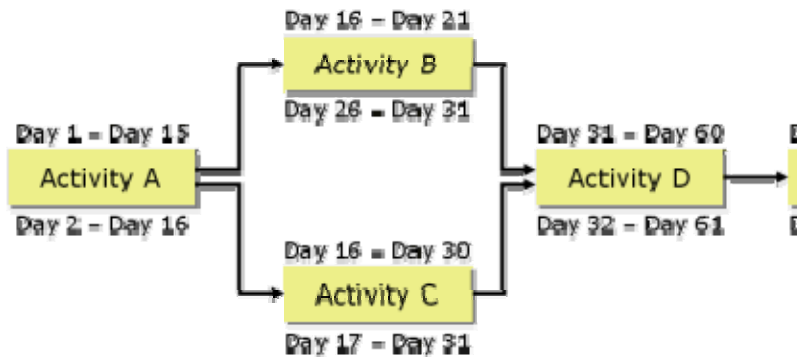 Day 16 - Day 21
Activity B
Day 26 - Day 31
Day 1 - Day 15
Activity A
Day 2 - Day 16
Day 31 - Day 60
Activity D
Day 32 - Day 61
Day 16 - Day 30
Activity C
Day 17 - Day 31